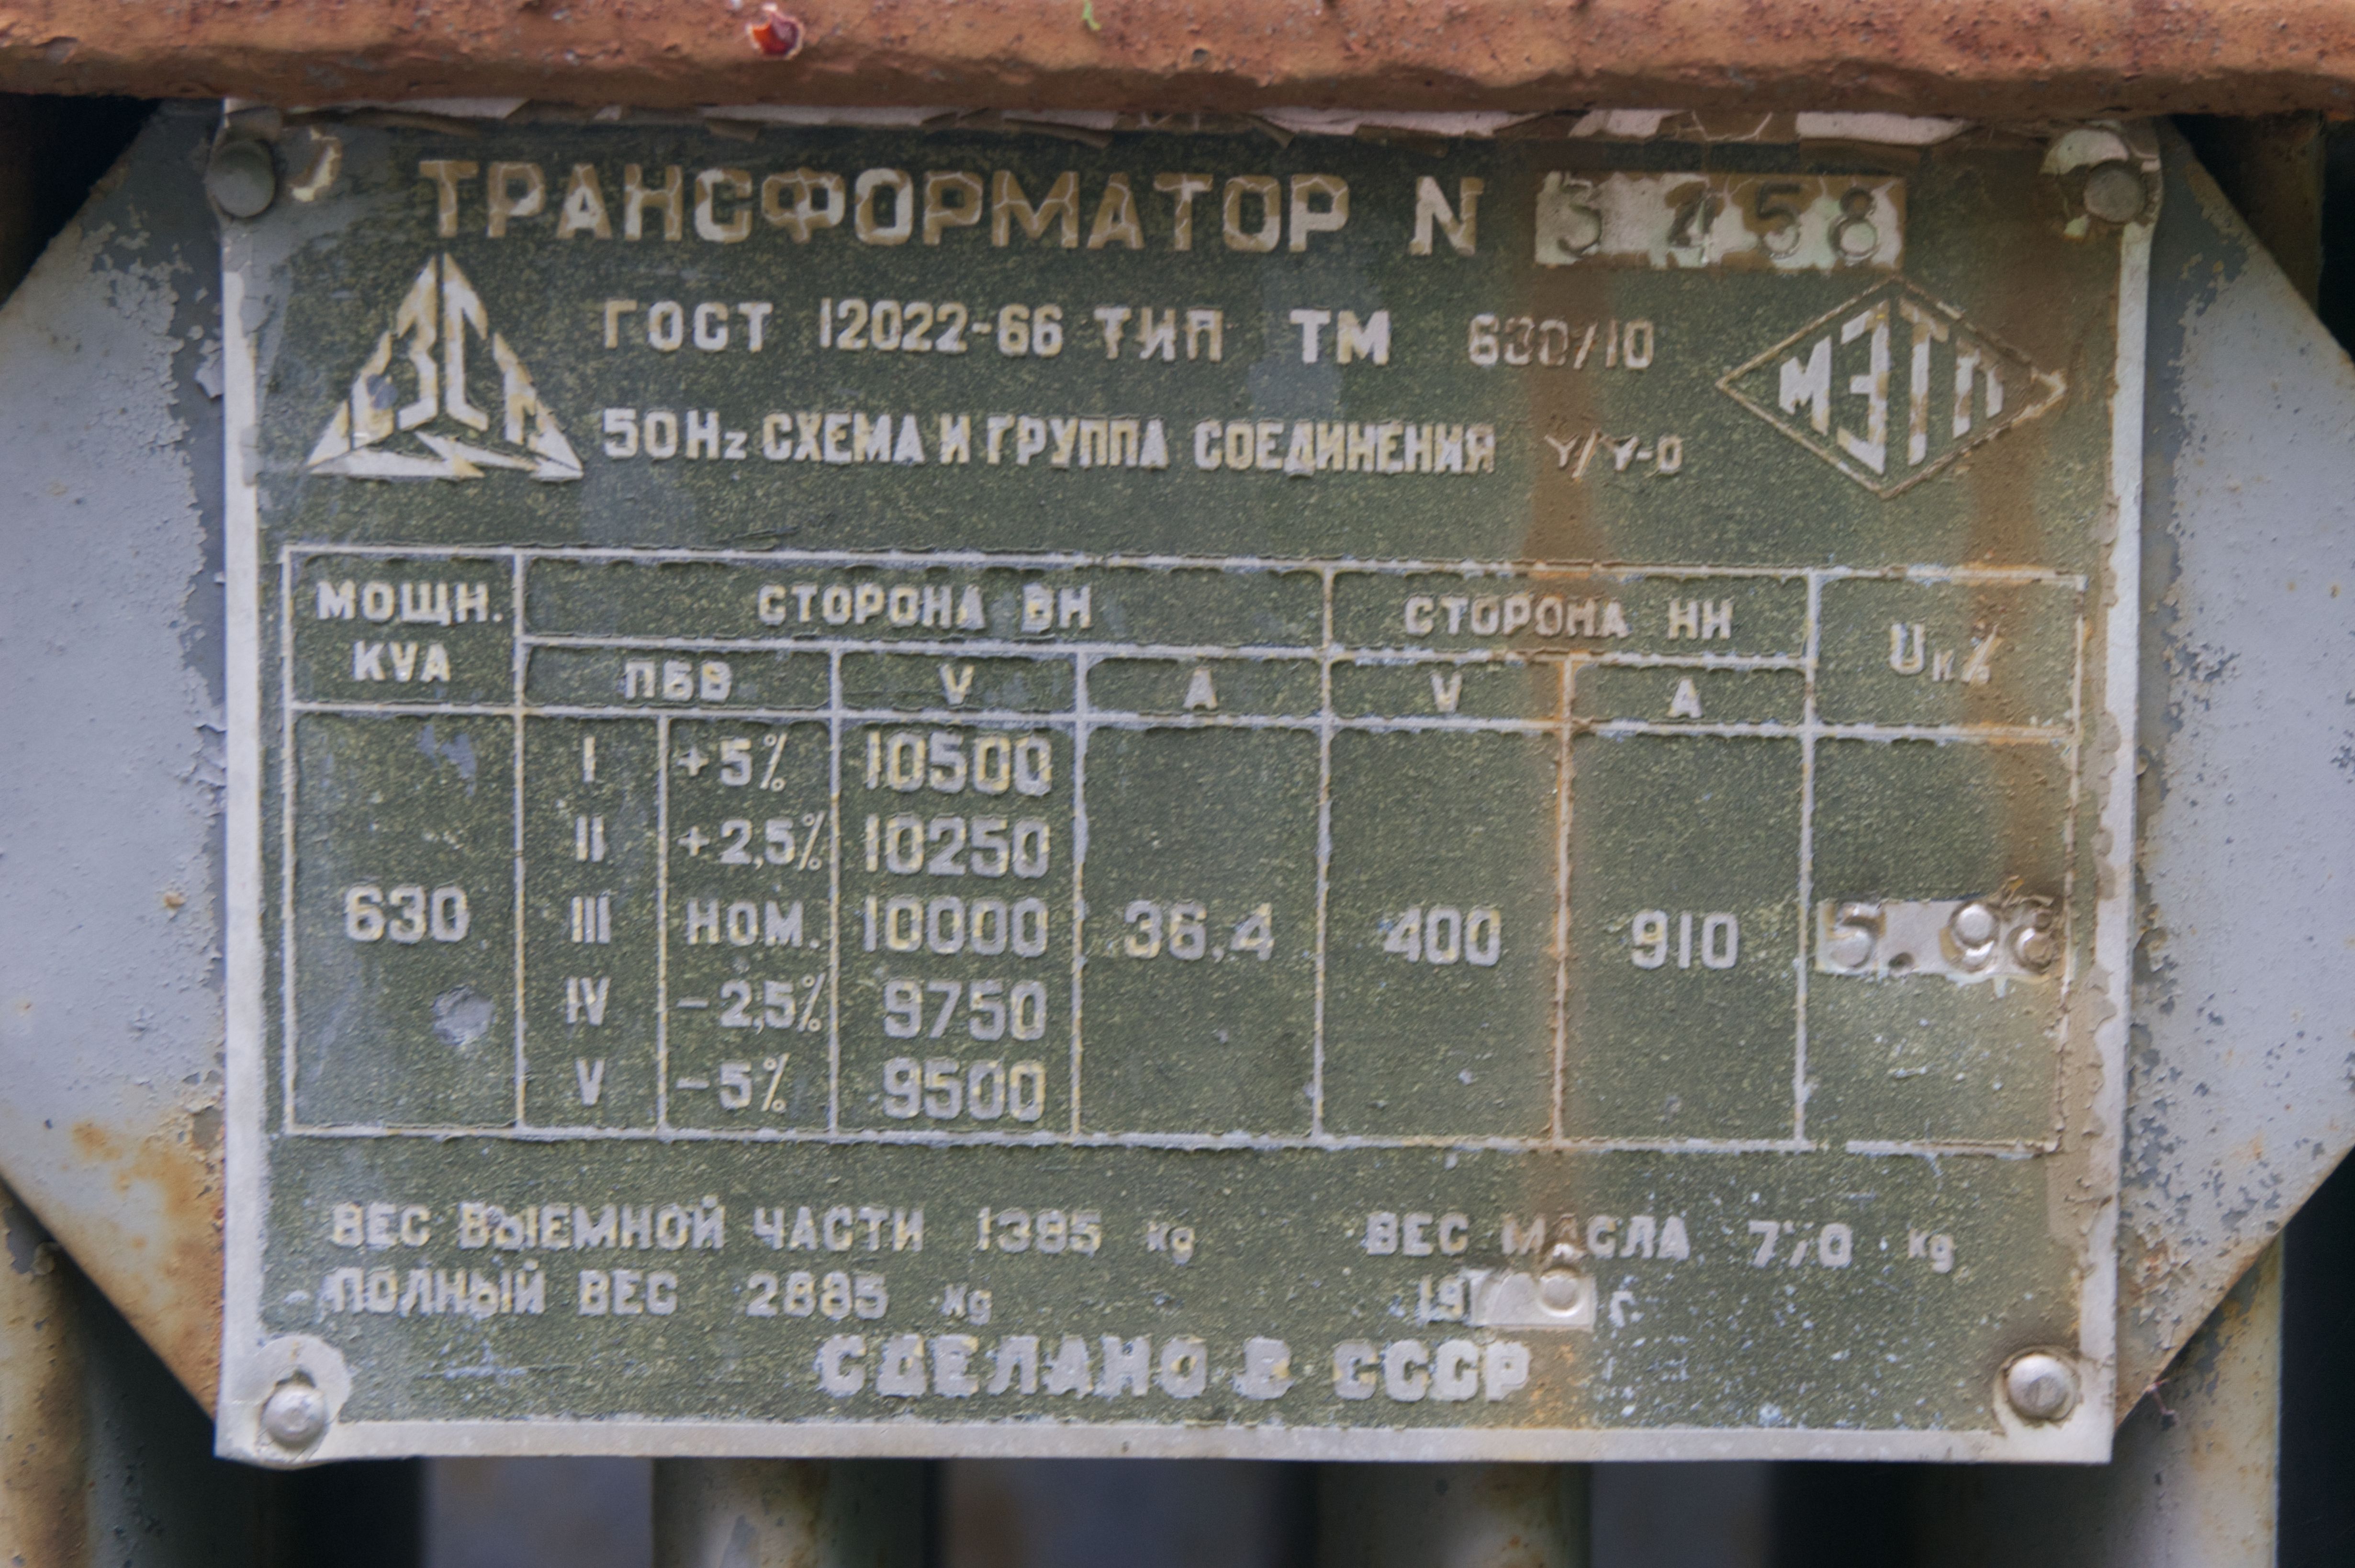 ТРАНСФОРМАТОР N 3 2458
ГОСТ 12022-66 ТИП ТМ 630/10
50Hz СХЕМА И ГРУППА СОЕДИНЕНИЯ Y/Y-0
МЭТП
МОЩН. KVA СТОРОНА ВН СТОРОНА НН Uк%
ПБВ V A V A
I +5% 10500
II +2,5% 10250
630 III НОМ. 10000 36,4 400 910 5.98
IV -2,5% 9750
V -5% 9500
ВЕС ВЫЕМНОЙ ЧАСТИ 1395 kg ВЕС МАСЛА kg
ПОЛНЫЙ ВЕС 2885 kg г.
СДЕЛАНО В СССР